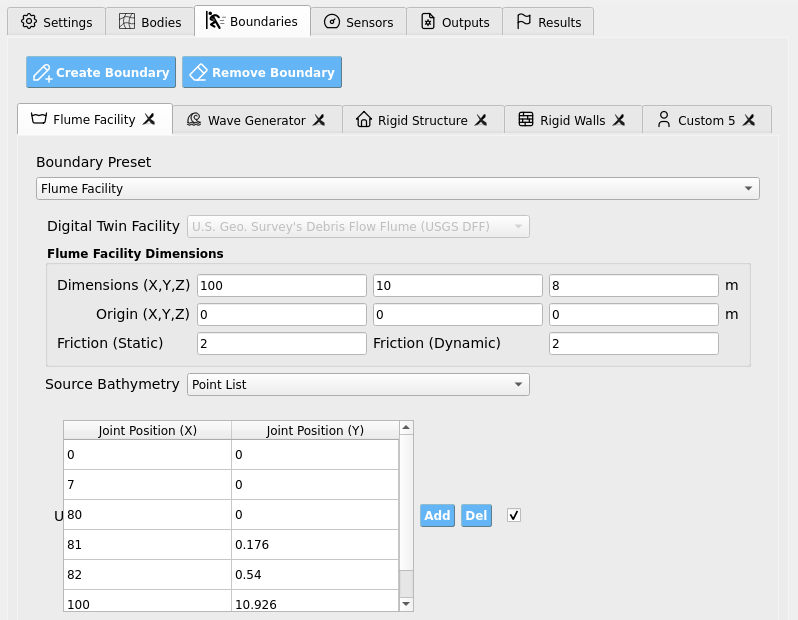 Settings Bodies Boundaries Sensors Outputs Results
Create Boundary Remove Boundary
Flume Facility Wave Generator Rigid Structure Rigid Walls Custom 5
Boundary Preset
Flume Facility
Digital Twin Facility U.S. Geo. Survey's Debris Flow Flume (USGS DFF)
Flume Facility Dimensions
Dimensions (X,Y,Z) 100 10 8 m
Origin (X,Y,Z) 0 0 0 m
Friction (Static) 2 Friction (Dynamic) 2
Source Bathymetry Point List
Joint Position (X) Joint Position (Y)
0 0
7 0
U 80 0 Add Del
81 0.176
82 0.54
100 10.926